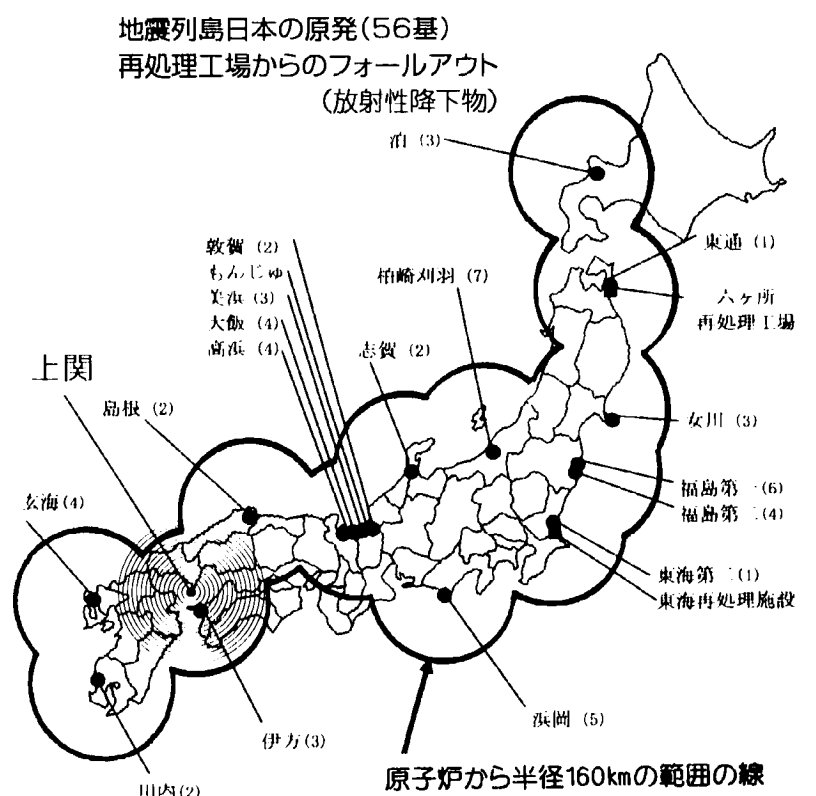 地震列島日本の原発(56基)
再処理工場からのフォールアウト
(放射性降下物)
泊 (3)
東通 (1)
六ヶ所
再処理工場
敦賀 (2)
もんじゅ
美浜 (3)
大飯 (4)
高浜 (4)
柏崎刈羽 (7)
志賀 (2)
上関
島根 (2)
女川 (3)
玄海 (4)
福島第一(6)
福島第二(4)
東海第二(1)
東海再処理施設
浜岡 (5)
伊方(3)
川内(2)
原子炉から半径160kmの範囲の線